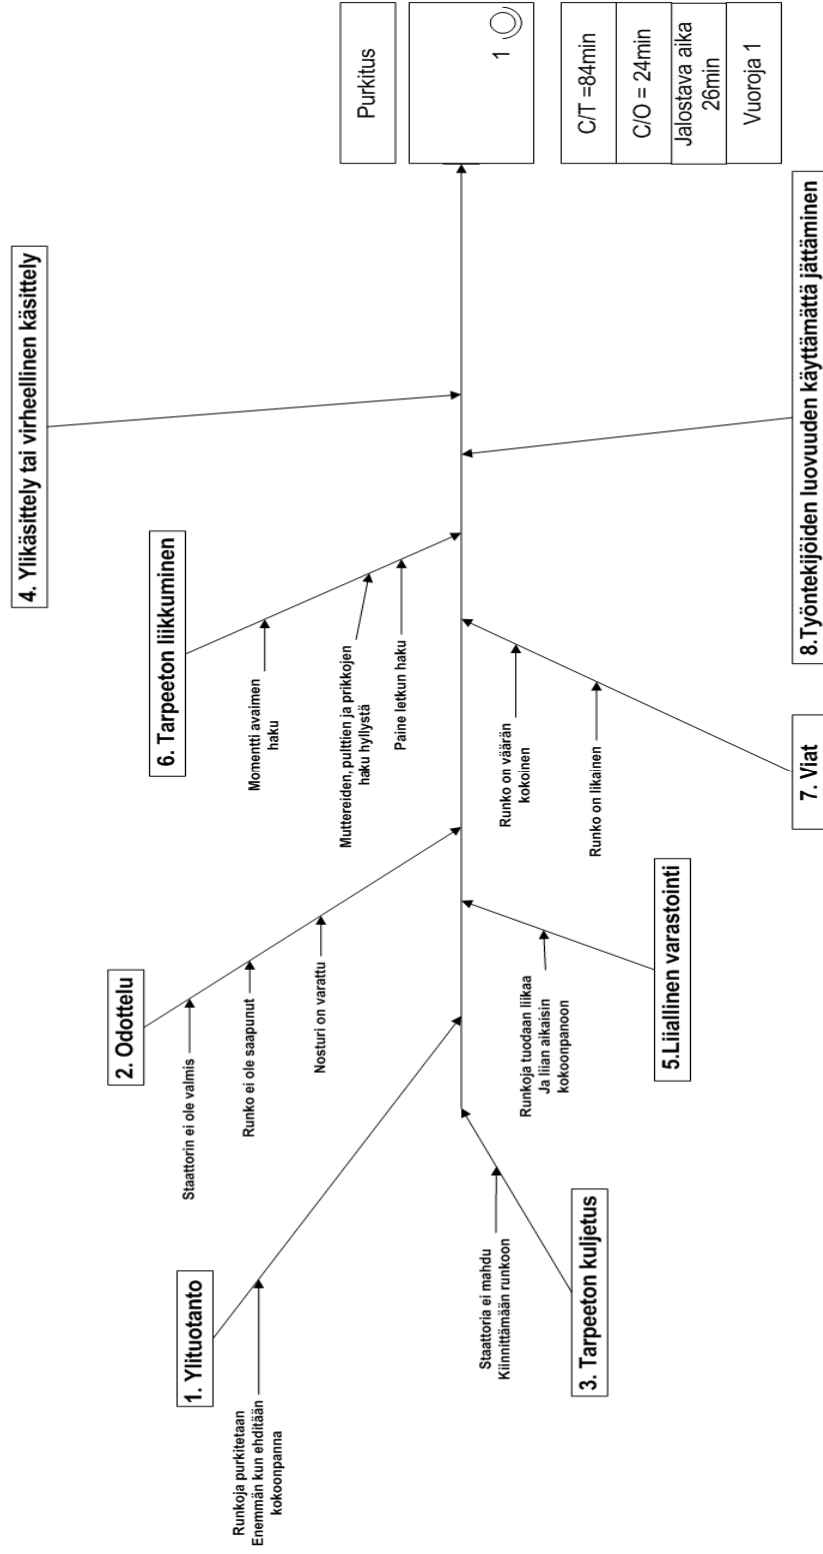 4. Ylikäsittely tai virheellinen käsittely
6. Tarpeeton liikkuminen
Momentti avaimen
haku
Muttereiden, pulttien ja prikkojen
haku hyllystä
Paine letkun haku
2. Odottelu
Staattorin ei ole valmis
Runko ei ole saapunut
Nosturi on varattu
1. Ylituotanto
Runkoja purkitetaan
Enemmän kun ehditään
kokoonpanna
Purkitus
1
C/T =84min
C/O = 24min
Jalostava aika
26min
Vuoroja 1
3. Tarpeeton kuljetus
Staattoria ei mahdu
Kiinnittämään runkoon
5.Liiallinen varastointi
Runkoja tuodaan liikaa
Ja liian aikaisin
kokoonpanoon
7. Viat
Runko on väärän
kokoinen
Runko on likainen
8.Työntekijöiden luovuuden käyttämättä jättäminen